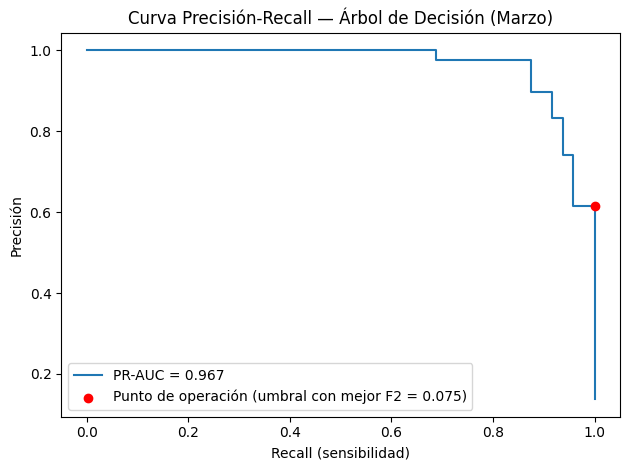 Curva Precisión-Recall — Árbol de Decisión (Marzo)
Precisión
1.0
0.8
0.6
0.4
0.2
PR-AUC = 0.967
Punto de operación (umbral con mejor F2 = 0.075)
0.0 0.2 0.4 0.6 0.8 1.0
Recall (sensibilidad)